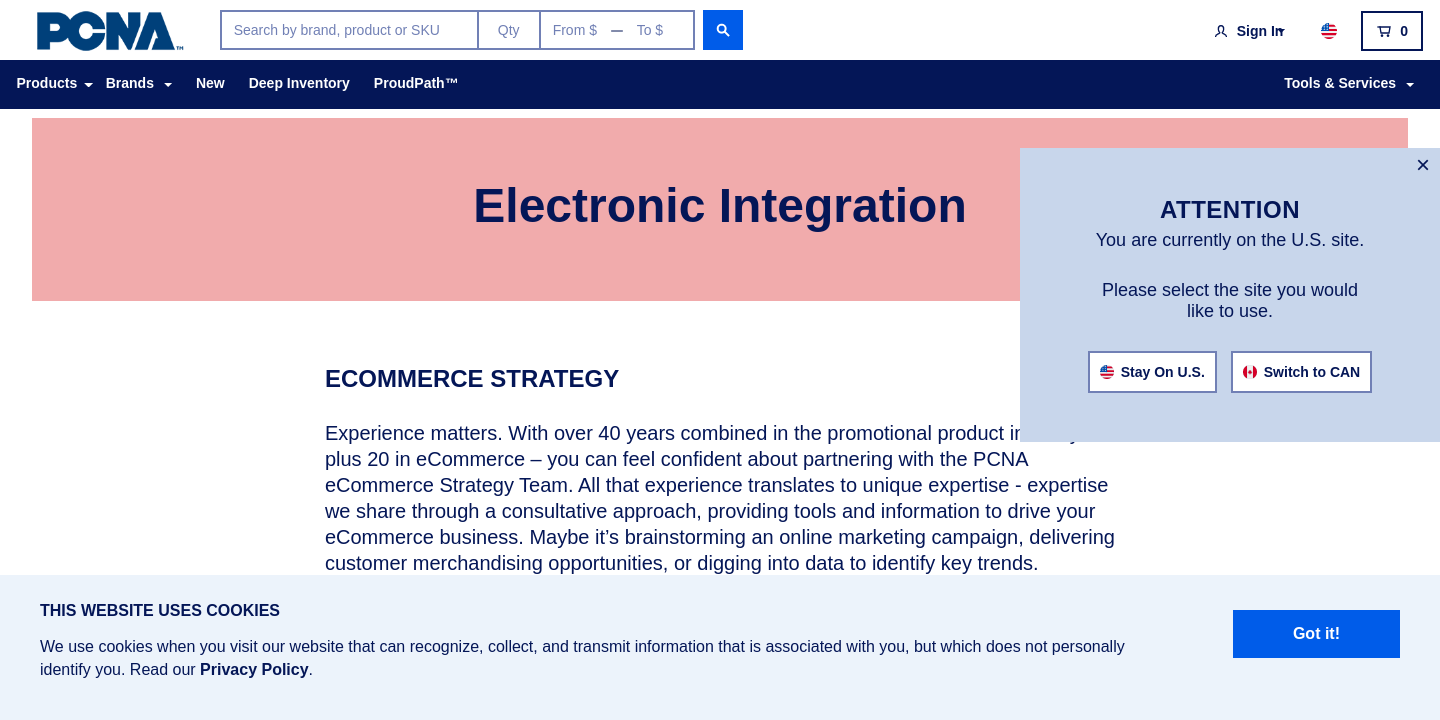 PCNA™
Search by brand, product or SKU
Qty
From $ — To $
Sign In
0
Products
Brands
New
Deep Inventory
ProudPath™
Tools & Services
Electronic Integration
×
ATTENTION
You are currently on the U.S. site.
Please select the site you would
like to use.
Stay On U.S.
Switch to CAN
ECOMMERCE STRATEGY
Experience matters. With over 40 years combined in the promotional product
plus 20 in eCommerce – you can feel confident about partnering with the PCNA
eCommerce Strategy Team. All that experience translates to unique expertise - expertise
we share through a consultative approach, providing tools and information to drive your
eCommerce business. Maybe it’s brainstorming an online marketing campaign, delivering
customer merchandising opportunities, or digging into data to identify key trends.
THIS WEBSITE USES COOKIES
We use cookies when you visit our website that can recognize, collect, and transmit information that is associated with you, but which does not personally
identify you. Read our Privacy Policy.
Got it!